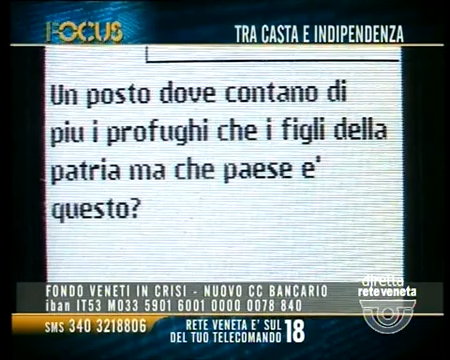 FOCUS
TRA CASTA E INDIPENDENZA
Un posto dove contano di
piu i profughi che i figli della
patria ma che paese e'
questo?
diretta
reteveneta
FONDO VENETI IN CRISI - NUOVO CC BANCARIO
iban IT53 M033 5901 6001 0000 0078 840
SMS 340 3218806
RETE VENETA E' SUL
DEL TUO TELECOMANDO 18